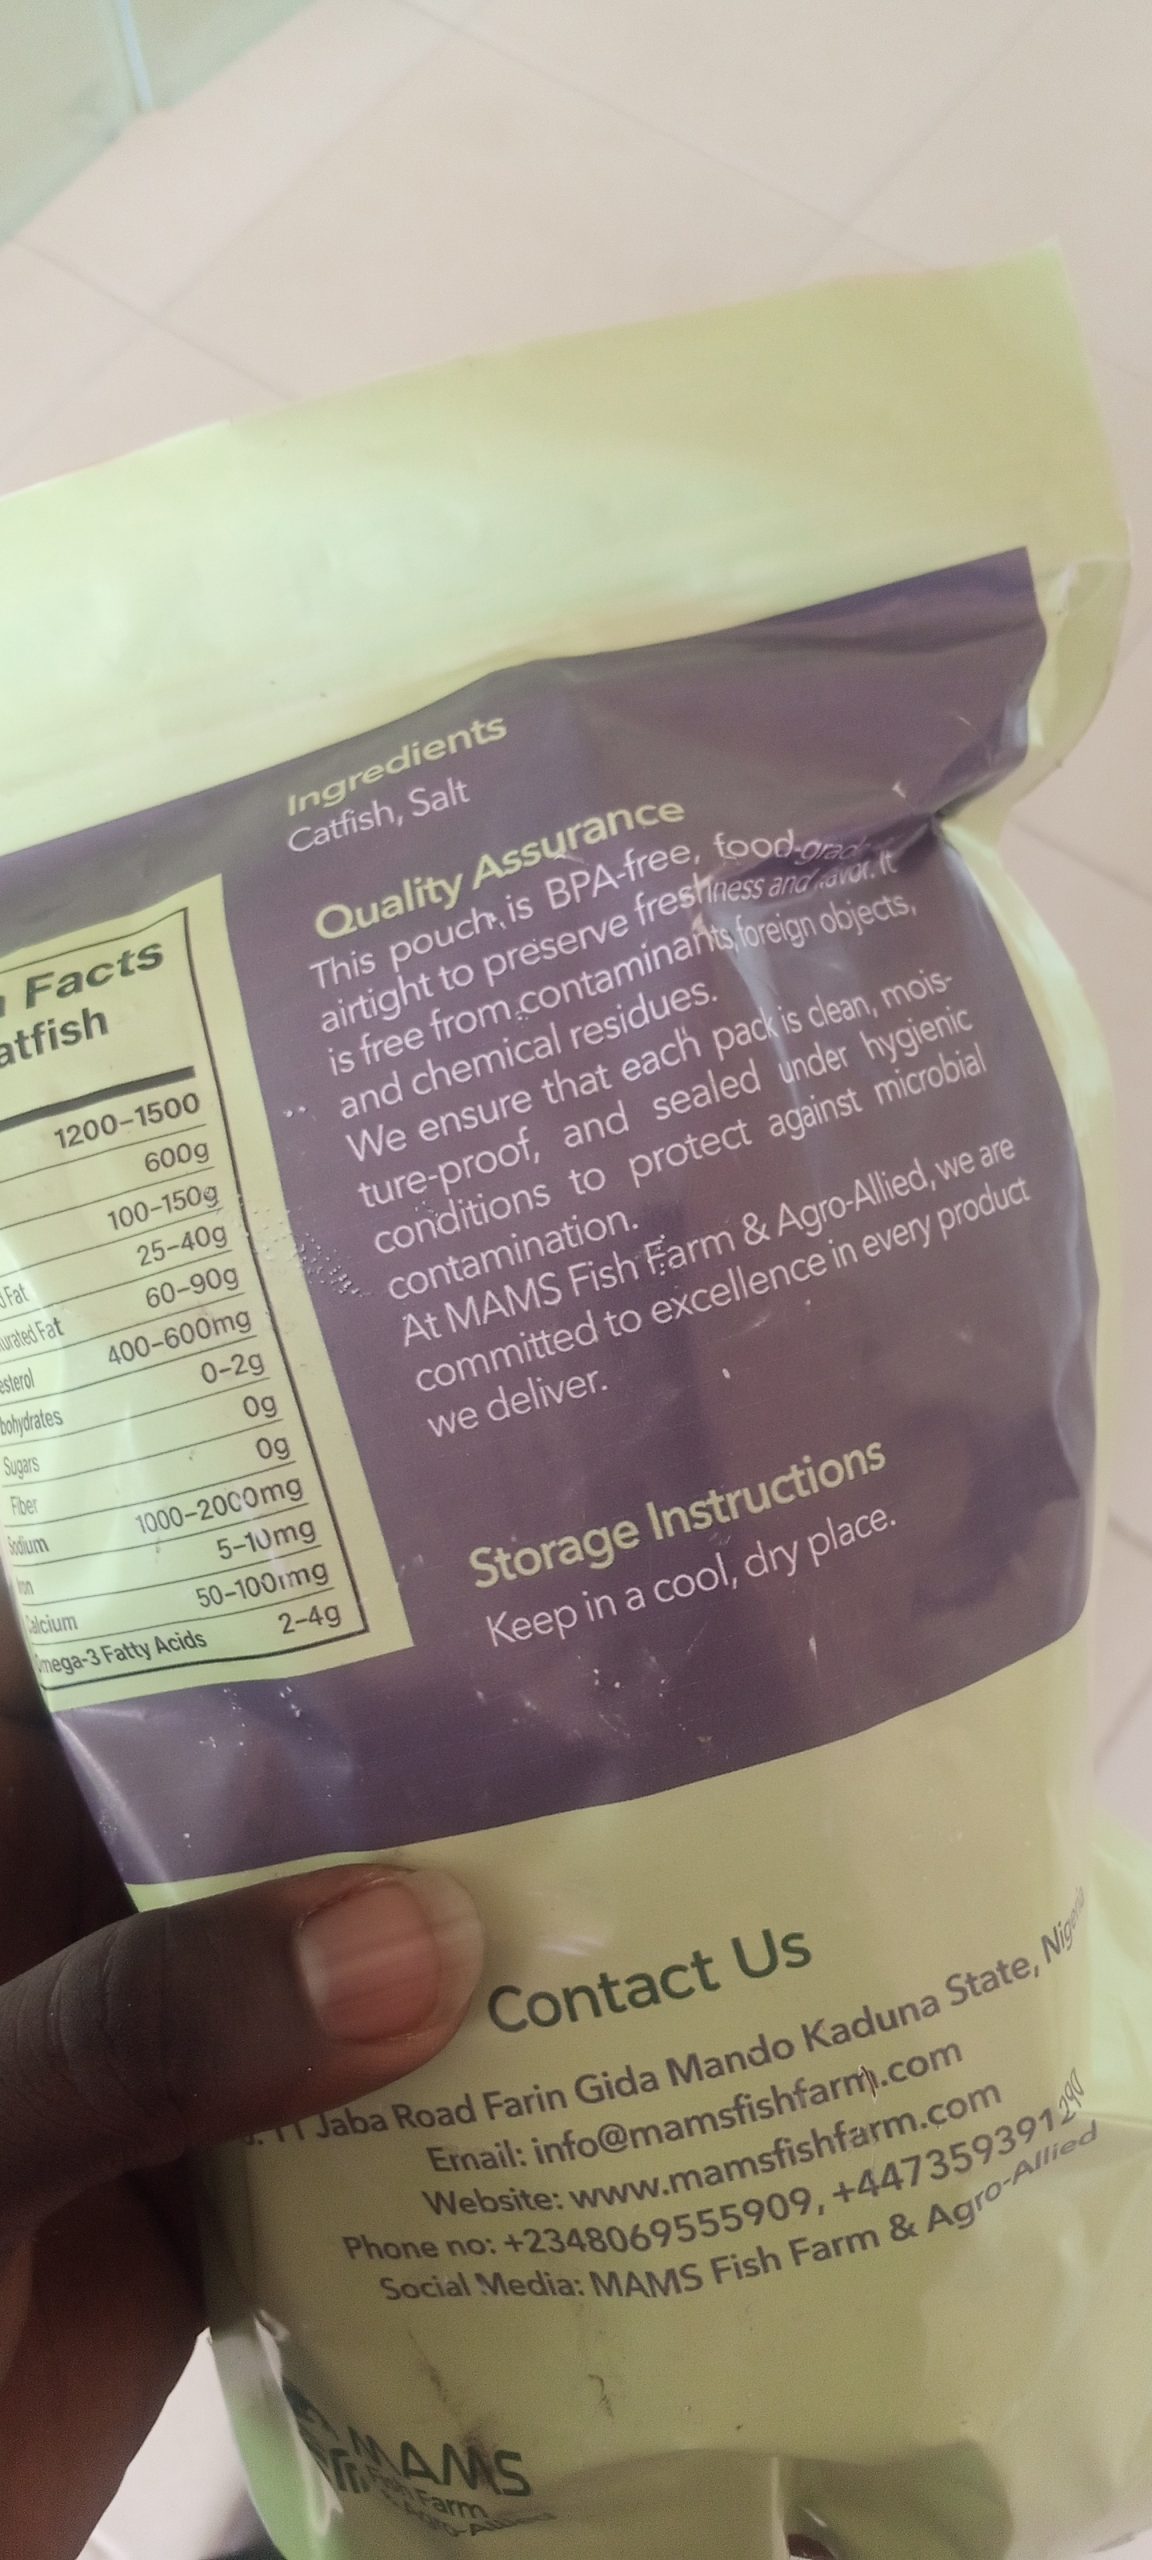 Facts
1200-1500
600g
100-150g
25-40g
Fat 60-90g
Fat 400-600mg
0-2g
Sugars 0g
Fiber 0g
Sodium 1000-2000mg
5-10mg
Calcium 50-100mg
Omega-3 Fatty Acids 2-4g
Ingredients
Catfish, Salt
Quality Assurance
This pouch is BPA-free, food-grade
airtight to preserve freshness and flavor. It
is free from contaminants, foreign objects,
and chemical residues.
We ensure that each pack is clean, mois-
ture-proof, and sealed under hygienic
conditions to protect against microbial
contamination.
At MAMS Fish Farm & Agro-Allied, we are
committed to excellence in every product
we deliver.
Storage Instructions
Keep in a cool, dry place.
Contact Us
11 Jaba Road Farin Gida Mando Kaduna State, Nigeria
Email: info@mamsfishfarm.com
Website: www.mamsfishfarm.com
Phone no: +2348069555909, +447359391290
Social Media: MAMS Fish Farm & Agro-Allied
MAMS
Fish Farm
& Agro-Allied